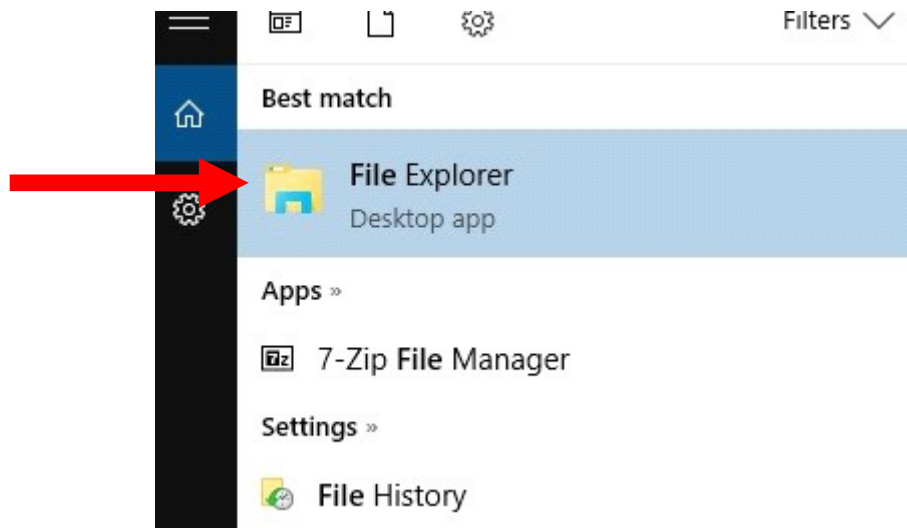 Filters
Best match
File Explorer
Desktop app
Apps »
7-Zip File Manager
Settings »
File History